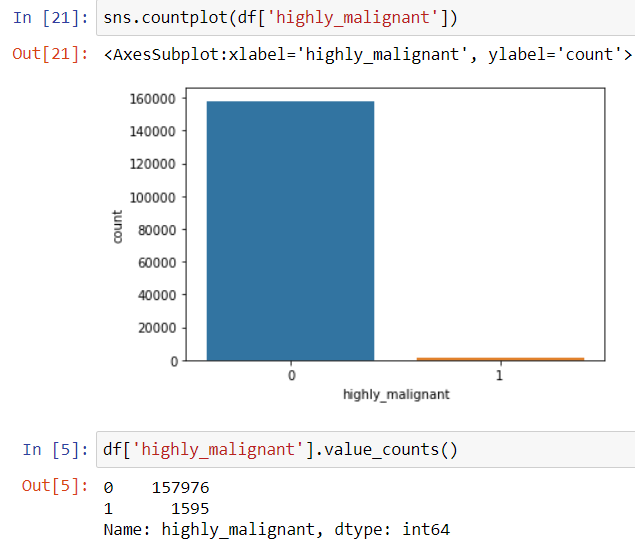 In [21]: sns.countplot(df['highly_malignant'])
Out[21]: <AxesSubplot:xlabel='highly_malignant', ylabel='count'>
160000
140000
120000
100000
80000
60000
40000
20000
0
count
0 1
highly_malignant
In [5]: df['highly_malignant'].value_counts()
Out[5]: 0 157976
1 1595
Name: highly_malignant, dtype: int64